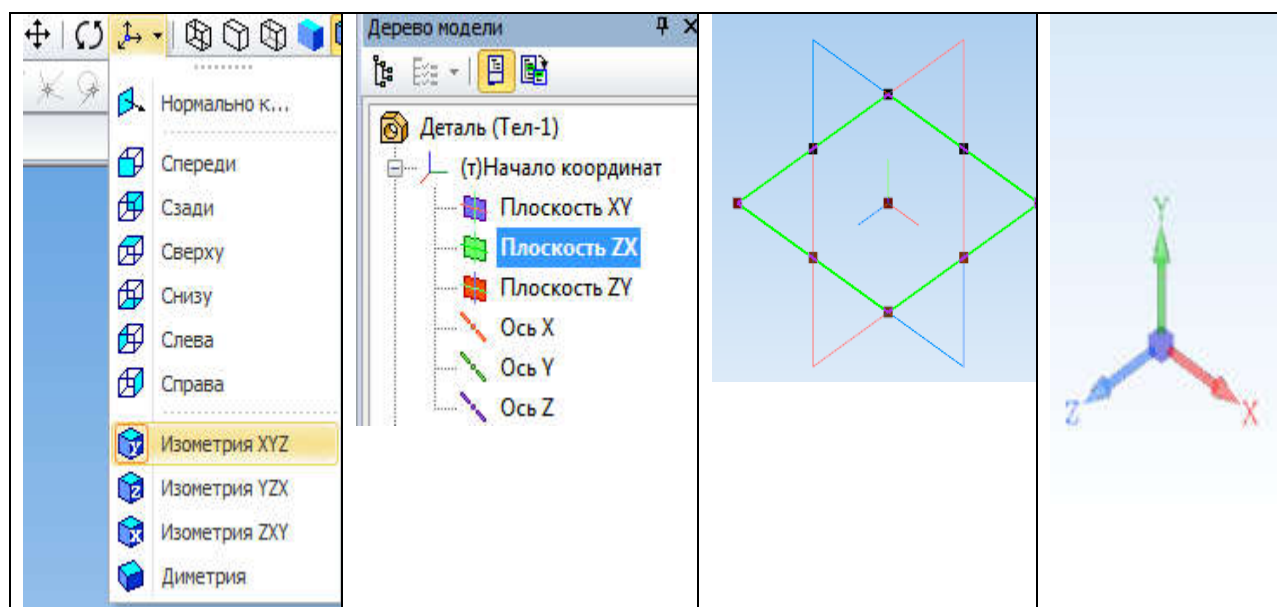 Нормально к...
Спереди
Сзади
Сверху
Снизу
Слева
Справа
Изометрия XYZ
Изометрия YZX
Изометрия ZXY
Диметрия
Дерево модели
Деталь (Тел-1)
(т)Начало координат
Плоскость XY
Плоскость ZX
Плоскость ZY
Ось X
Ось Y
Ось Z
Y
Z
X